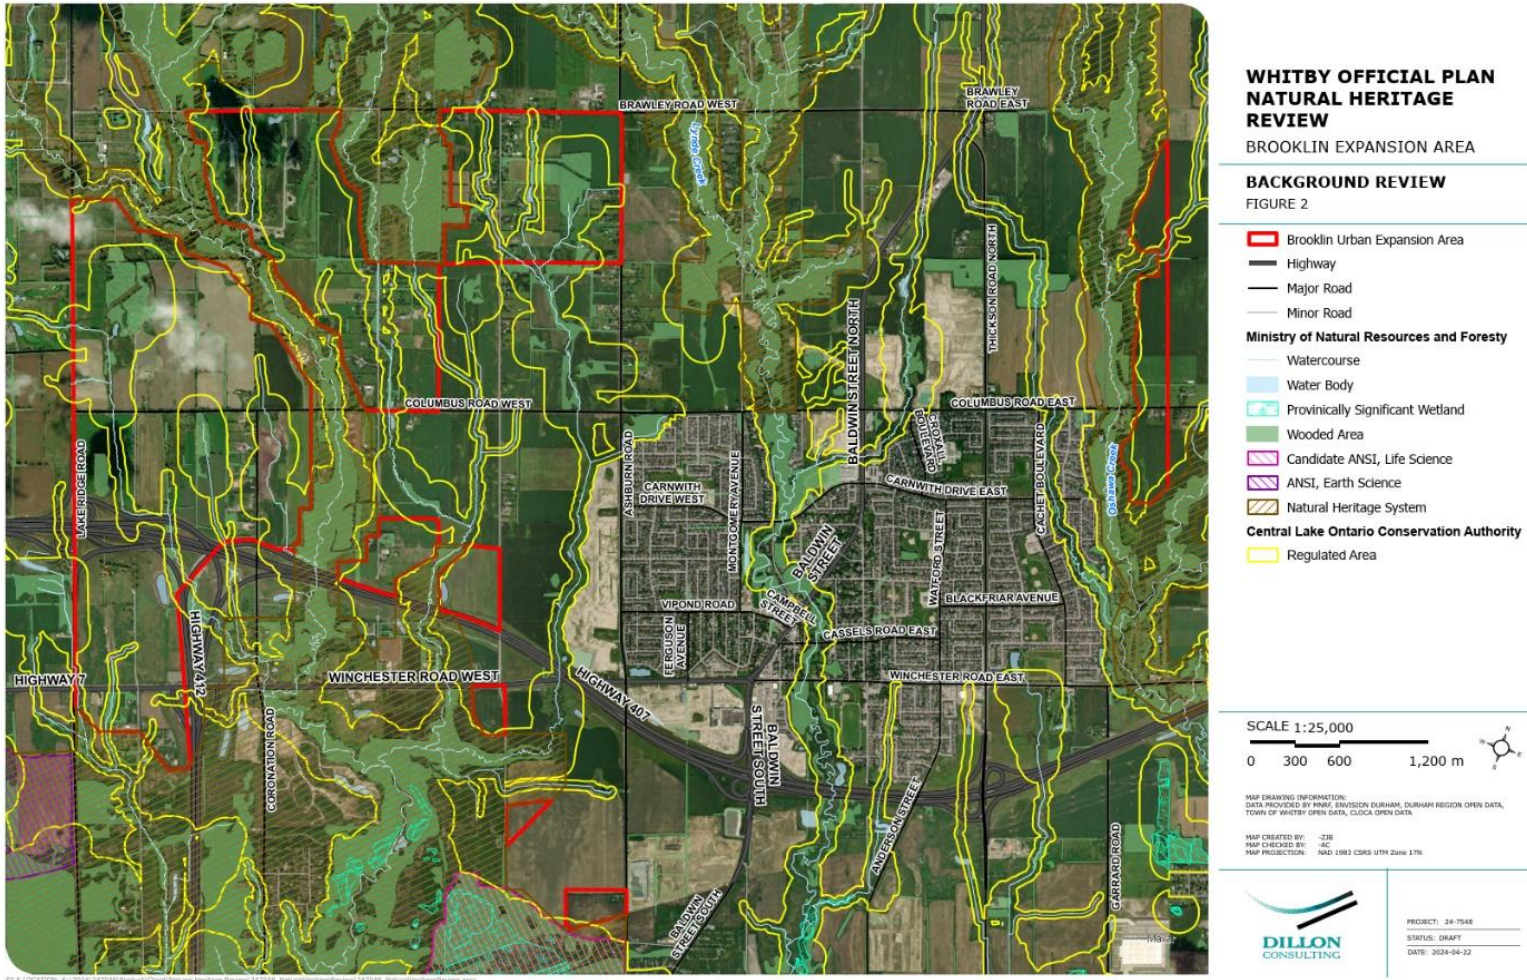 WHITBY OFFICIAL PLAN
NATURAL HERITAGE
REVIEW
BROOKLIN EXPANSION AREA
BACKGROUND REVIEW
FIGURE 2
Brooklin Urban Expansion Area
Highway
Major Road
Minor Road
Ministry of Natural Resources and Foresty
Watercourse
Water Body
Provinically Significant Wetland
Wooded Area
Candidate ANSI, Life Science
ANSI, Earth Science
Natural Heritage System
Central Lake Ontario Conservation Authority
Regulated Area
SCALE 1:25,000
0 300 600 1,200 m
N
E
S
MAP DRAWING INFORMATION:
DATA PROVIDED BY MNRF, ENVISION DURHAM, DURHAM REGION OPEN DATA,
TOWN OF WHITBY OPEN DATA, CLOCA OPEN DATA
MAP CREATED BY: -ZJB
MAP CHECKED BY: -AC
MAP PROJECTION: NAD 1983 CSRS UTM Zone 17N
DILLON
CONSULTING
PROJECT: 24-7548
STATUS: DRAFT
DATE: 2024-04-22
BRAWLEY ROAD WEST
BRAWLEY
ROAD EAST
Lynde Creek
THICKSON ROAD NORTH
BALDWIN STREET NORTH
COLUMBUS ROAD WEST
COLUMBUS ROAD EAST
CROXALL
BOULEVARD
LAKE RIDGE ROAD
ASHBURN ROAD
CARNWITH
DRIVE WEST
MONTGOMERY AVENUE
CARNWITH DRIVE EAST
CACHET BOULEVARD
Oshawa Creek
BALDWIN
STREET
WATFORD STREET
BLACKFRIAR AVENUE
VIPOND ROAD
CAMPBELL
STREET
CASSELS ROAD EAST
FERGUSON
AVENUE
HIGHWAY 412
HIGHWAY 7
WINCHESTER ROAD WEST
HIGHWAY 407
WINCHESTER ROAD EAST
CORONATION ROAD
BALDWIN
STREET SOUTH
ANDERSON STREET
GARRARD ROAD
BALDWIN
STREET SOUTH